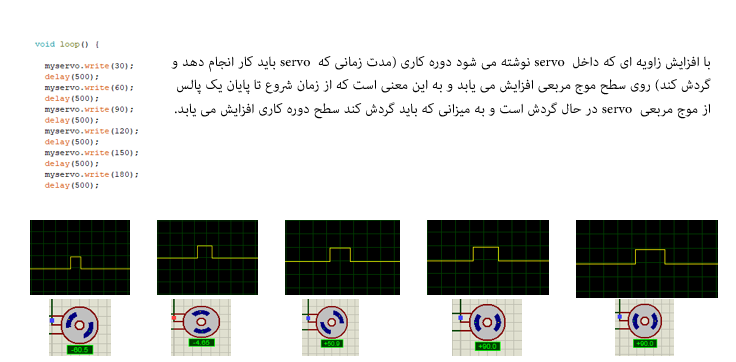 void loop() {
myservo.write(30);
delay(500);
myservo.write(60);
delay(500);
myservo.write(90);
delay(500);
myservo.write(120);
delay(500);
myservo.write(150);
delay(500);
myservo.write(180);
delay(500);
با افزایش زاویه ای که داخل servo نوشته می شود دوره کاری (مدت زمانی که servo باید کار انجام دهد و
گردش کند) روی سطح موج مربعی افزایش می یابد و به این معنی است که از زمان شروع تا پایان یک پالس
از موج مربعی servo در حال گردش است و به میزانی که باید گردش کند سطح دوره کاری افزایش می یابد.
-4.65
+90.0
+90.0